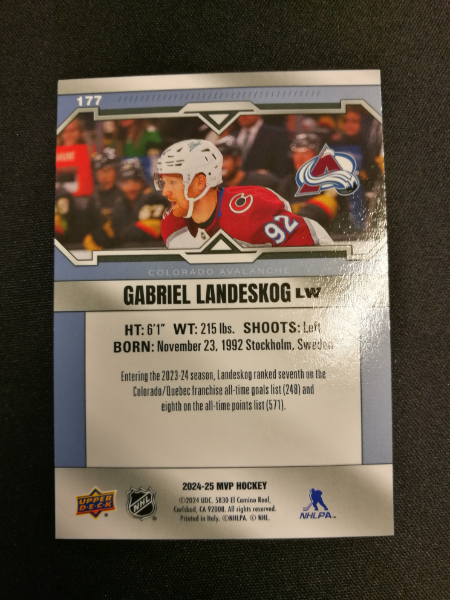 177
92
COLORADO AVALANCHE
GABRIEL LANDESKOG LW
HT: 6'1" WT: 215 lbs. SHOOTS: Left
BORN: November 23, 1992 Stockholm, Sweden
Entering the 2023-24 season, Landeskog ranked seventh on the
Colorado/Quebec franchise all-time goals list (248) and
eighth on the all-time points list (571).
2024-25 MVP HOCKEY
©2024 UDC. 5830 El Camino Real,
Carlsbad, CA 92008. All rights reserved.
Printed in Italy. ©NHLPA. © NHL.
UPPER DECK
NHL
NHLPA